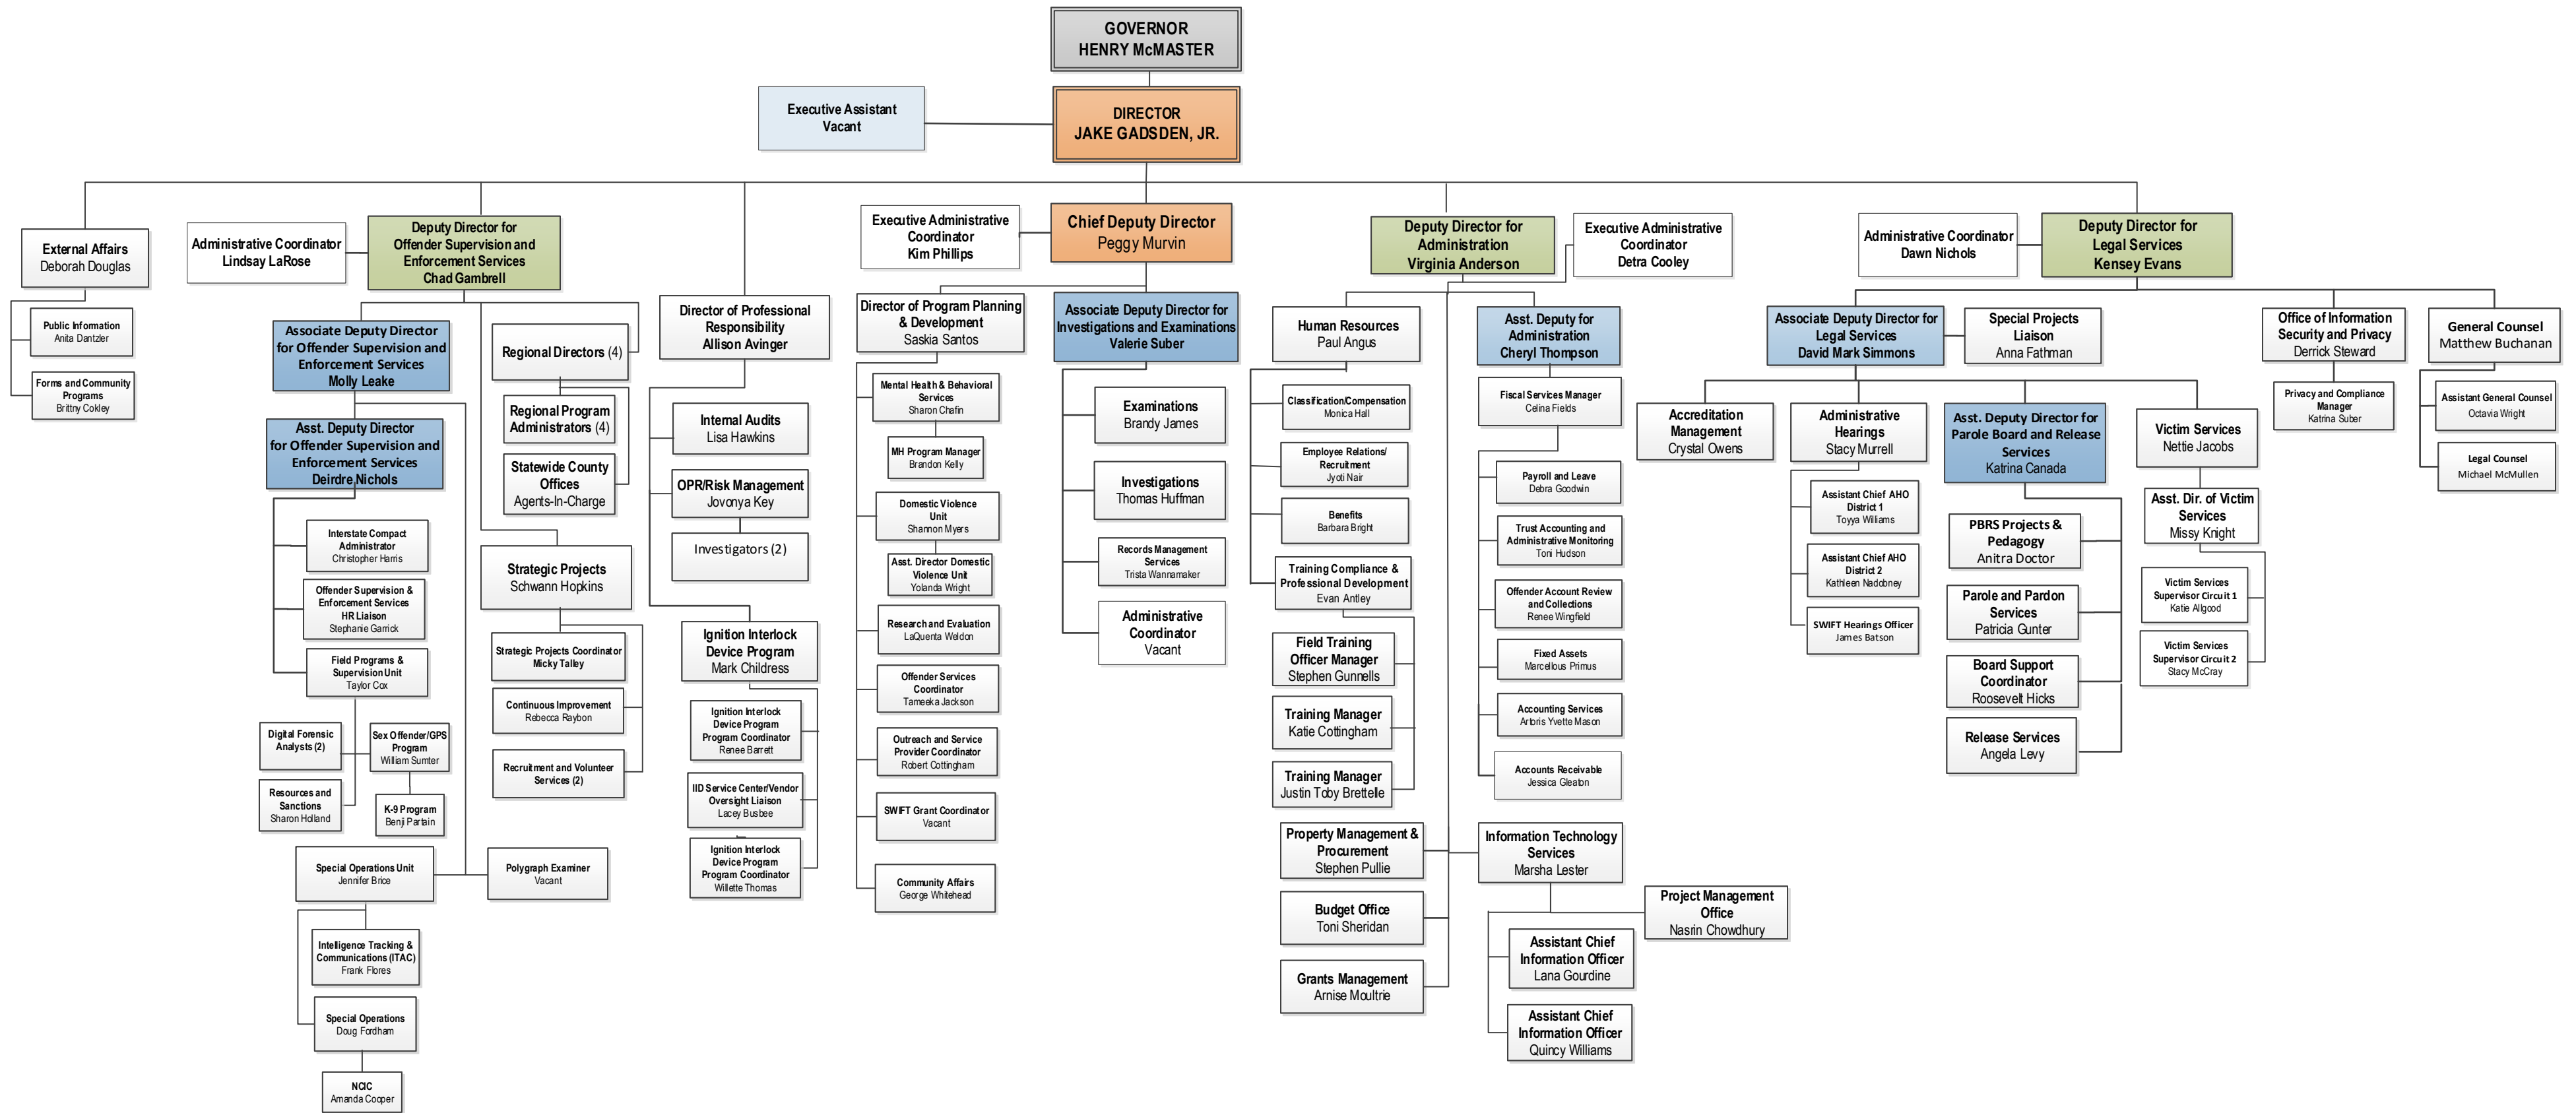 GOVERNOR
HENRY McMASTER
Executive Assistant
Vacant
DIRECTOR
JAKE GADSDEN, JR.
External Affairs
Deborah Douglas
Public Information
Anita Dantzler
Forms and Community
Programs
Brittny Cokley
Administrative Coordinator
Lindsay LaRose
Deputy Director for
Offender Supervision and
Enforcement Services
Chad Gambrell
Associate Deputy Director
for Offender Supervision and
Enforcement Services
Molly Leake
Asst. Deputy Director
for Offender Supervision and
Enforcement Services
Deirdre Nichols
Interstate Compact
Administrator
Christopher Harris
Offender Supervision &
Enforcement Services
HR Liaison
Stephanie Garrick
Field Programs &
Supervision Unit
Taylor Cox
Digital Forensic
Analysts (2)
Sex Offender/GPS
Program
William Sumter
Resources and
Sanctions
Sharon Holland
K-9 Program
Benji Partain
Special Operations Unit
Jennifer Brice
Polygraph Examiner
Vacant
Intelligence Tracking &
Communications (ITAC)
Frank Flores
Special Operations
Doug Fordham
NCIC
Amanda Cooper
Regional Directors (4)
Regional Program
Administrators (4)
Statewide County
Offices
Agents-In-Charge
Strategic Projects
Schwann Hopkins
Strategic Projects Coordinator
Micky Talley
Continuous Improvement
Rebecca Raybon
Recruitment and Volunteer
Services (2)
Director of Professional
Responsibility
Allison Avinger
Internal Audits
Lisa Hawkins
OPR/Risk Management
Jovonya Key
Investigators (2)
Ignition Interlock
Device Program
Mark Childress
Ignition Interlock
Device Program
Program Coordinator
Renee Barrett
IID Service Center/Vendor
Oversight Liaison
Lacey Busbee
Ignition Interlock
Device Program
Program Coordinator
Willette Thomas
Executive Administrative
Coordinator
Kim Phillips
Chief Deputy Director
Peggy Murvin
Director of Program Planning
& Development
Saskia Santos
Mental Health & Behavioral
Services
Sharon Chafin
MH Program Manager
Brandon Kelly
Domestic Violence
Unit
Shannon Myers
Asst. Director Domestic
Violence Unit
Yolanda Wright
Research and Evaluation
LaQuenta Weldon
Offender Services
Coordinator
Tameeka Jackson
Outreach and Service
Provider Coordinator
Robert Cottingham
SWIFT Grant Coordinator
Vacant
Community Affairs
George Whitehead
Associate Deputy Director for
Investigations and Examinations
Valerie Suber
Examinations
Brandy James
Investigations
Thomas Huffman
Records Management
Services
Trista Wannamaker
Administrative
Coordinator
Vacant
Deputy Director for
Administration
Virginia Anderson
Executive Administrative
Coordinator
Detra Cooley
Human Resources
Paul Angus
Classification/Compensation
Monica Hall
Employee Relations/
Recruitment
Jyoti Nair
Benefits
Barbara Bright
Training Compliance &
Professional Development
Evan Antley
Field Training
Officer Manager
Stephen Gunnells
Training Manager
Katie Cottingham
Training Manager
Justin Toby Brettelle
Property Management &
Procurement
Stephen Pullie
Budget Office
Toni Sheridan
Grants Management
Arnise Moultrie
Asst. Deputy for
Administration
Cheryl Thompson
Fiscal Services Manager
Celina Fields
Payroll and Leave
Debra Goodwin
Trust Accounting and
Administrative Monitoring
Toni Hudson
Offender Account Review
and Collections
Renee Wingfield
Fixed Assets
Marcellous Primus
Accounting Services
Artoris Yvette Mason
Accounts Receivable
Jessica Gleaton
Information Technology
Services
Marsha Lester
Project Management
Office
Nasrin Chowdhury
Assistant Chief
Information Officer
Lana Gourdine
Assistant Chief
Information Officer
Quincy Williams
Administrative Coordinator
Dawn Nichols
Deputy Director for
Legal Services
Kensey Evans
Associate Deputy Director for
Legal Services
David Mark Simmons
Special Projects
Liaison
Anna Fathman
Accreditation
Management
Crystal Owens
Administrative
Hearings
Stacy Murrell
Assistant Chief AHO
District 1
Toyya Williams
Assistant Chief AHO
District 2
Kathleen Nadobney
SWIFT Hearings Officer
James Batson
Asst. Deputy Director for
Parole Board and Release
Services
Katrina Canada
PBRS Projects &
Pedagogy
Anitra Doctor
Parole and Pardon
Services
Patricia Gunter
Board Support
Coordinator
Roosevelt Hicks
Release Services
Angela Levy
Victim Services
Nettie Jacobs
Asst. Dir. of Victim
Services
Missy Knight
Victim Services
Supervisor Circuit 1
Katie Allgood
Victim Services
Supervisor Circuit 2
Stacy McCray
Office of Information
Security and Privacy
Derrick Steward
Privacy and Compliance
Manager
Katrina Suber
General Counsel
Matthew Buchanan
Assistant General Counsel
Octavia Wright
Legal Counsel
Michael McMullen